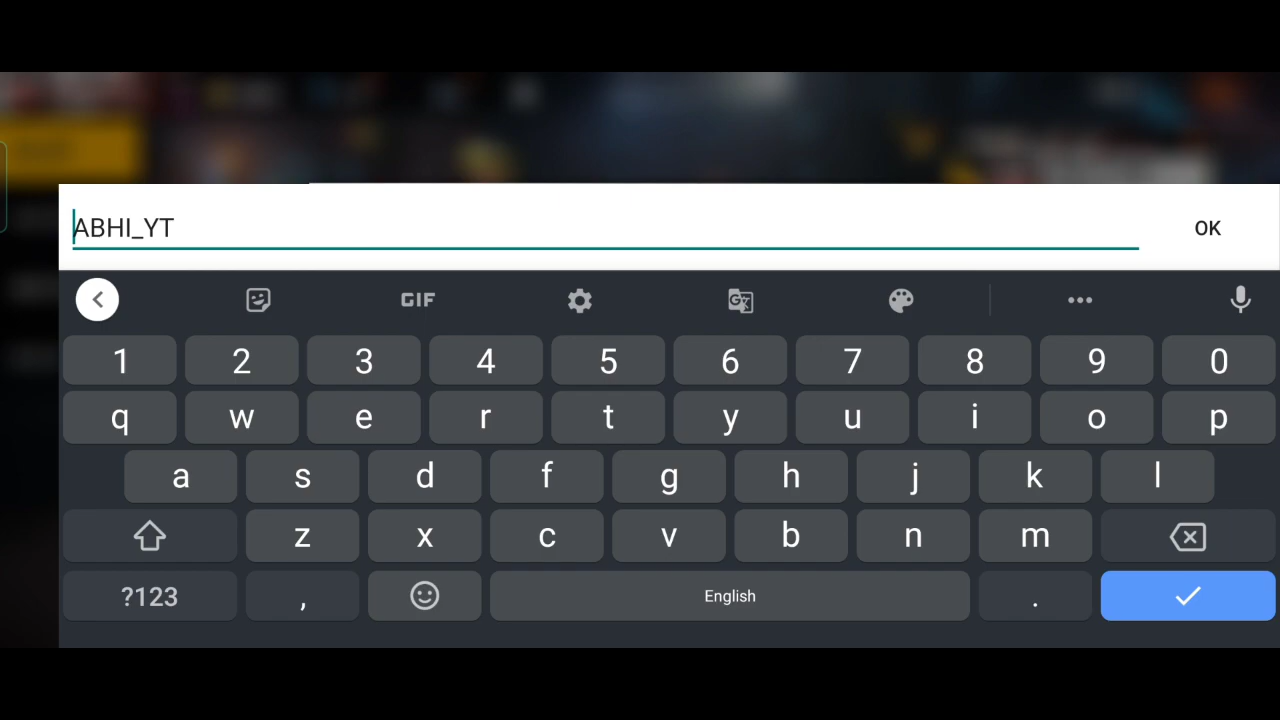 ABHI_YT
OK
GIF
1 2 3 4 5 6 7 8 9 0
q w e r t y u i o p
a s d f g h j k l
z x c v b n m
?123 , English .